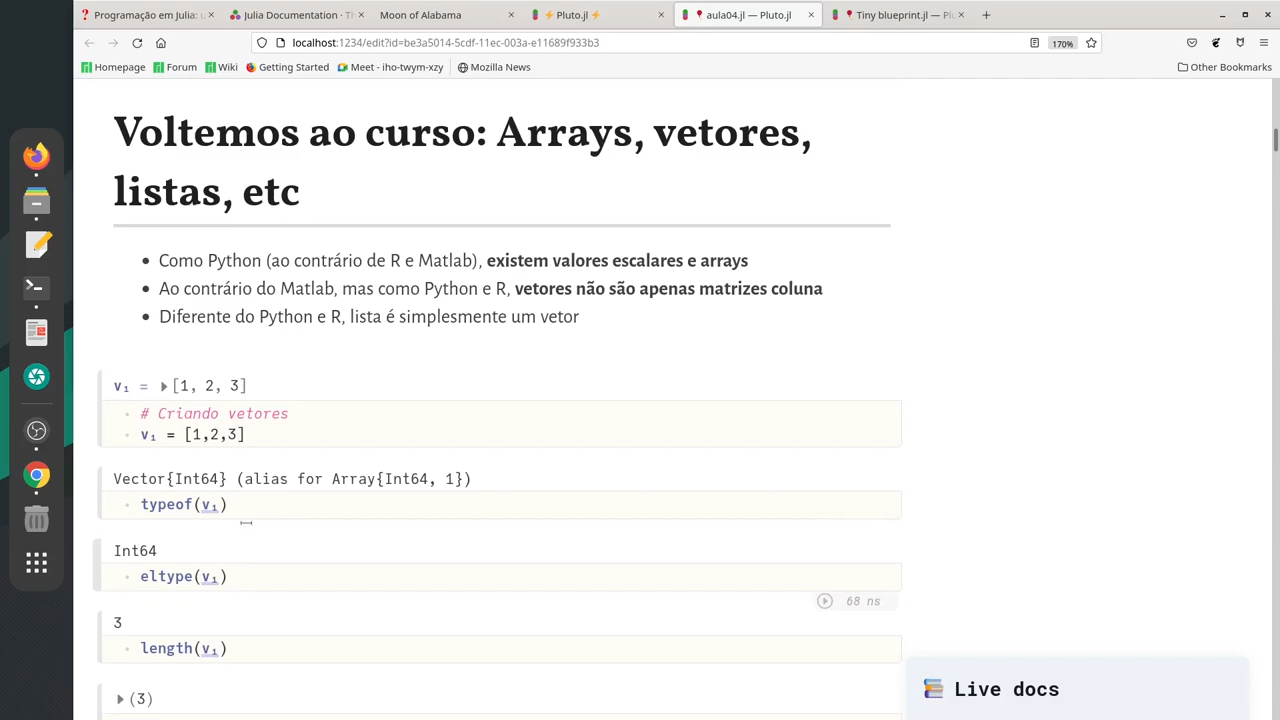 Programação em Julia: u
Julia Documentation · Th
Moon of Alabama
Pluto.jl
aula04.jl — Pluto.jl
Tiny blueprint.jl — Plu
localhost:1234/edit?id=be3a5014-5cdf-11ec-003a-e11689f933b3
170%
Homepage
Forum
Wiki
Getting Started
Meet - iho-twym-xzy
Mozilla News
Other Bookmarks
Voltemos ao curso: Arrays, vetores,
listas, etc
• Como Python (ao contrário de R e Matlab), existem valores escalares e arrays
• Ao contrário do Matlab, mas como Python e R, vetores não são apenas matrizes coluna
• Diferente do Python e R, lista é simplesmente um vetor
v₁ = [1, 2, 3]
# Criando vetores
v₁ = [1,2,3]
Vector{Int64} (alias for Array{Int64, 1})
typeof(v₁)
Int64
eltype(v₁)
68 ns
3
length(v₁)
(3)
Live docs